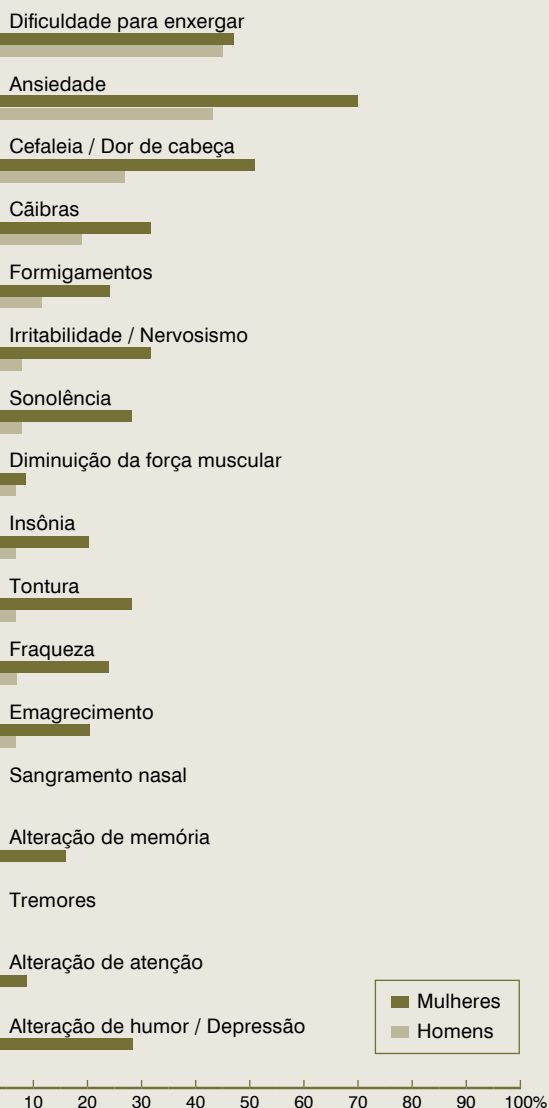 Dificuldade para enxergar
Ansiedade
Cefaleia / Dor de cabeça
Cãibras
Formigamentos
Irritabilidade / Nervosismo
Sonolência
Diminuição da força muscular
Insônia
Tontura
Fraqueza
Emagrecimento
Sangramento nasal
Alteração de memória
Tremores
Alteração de atenção
Mulheres
Homens
Alteração de humor / Depressão
10 20 30 40 50 60 70 80 90 100%